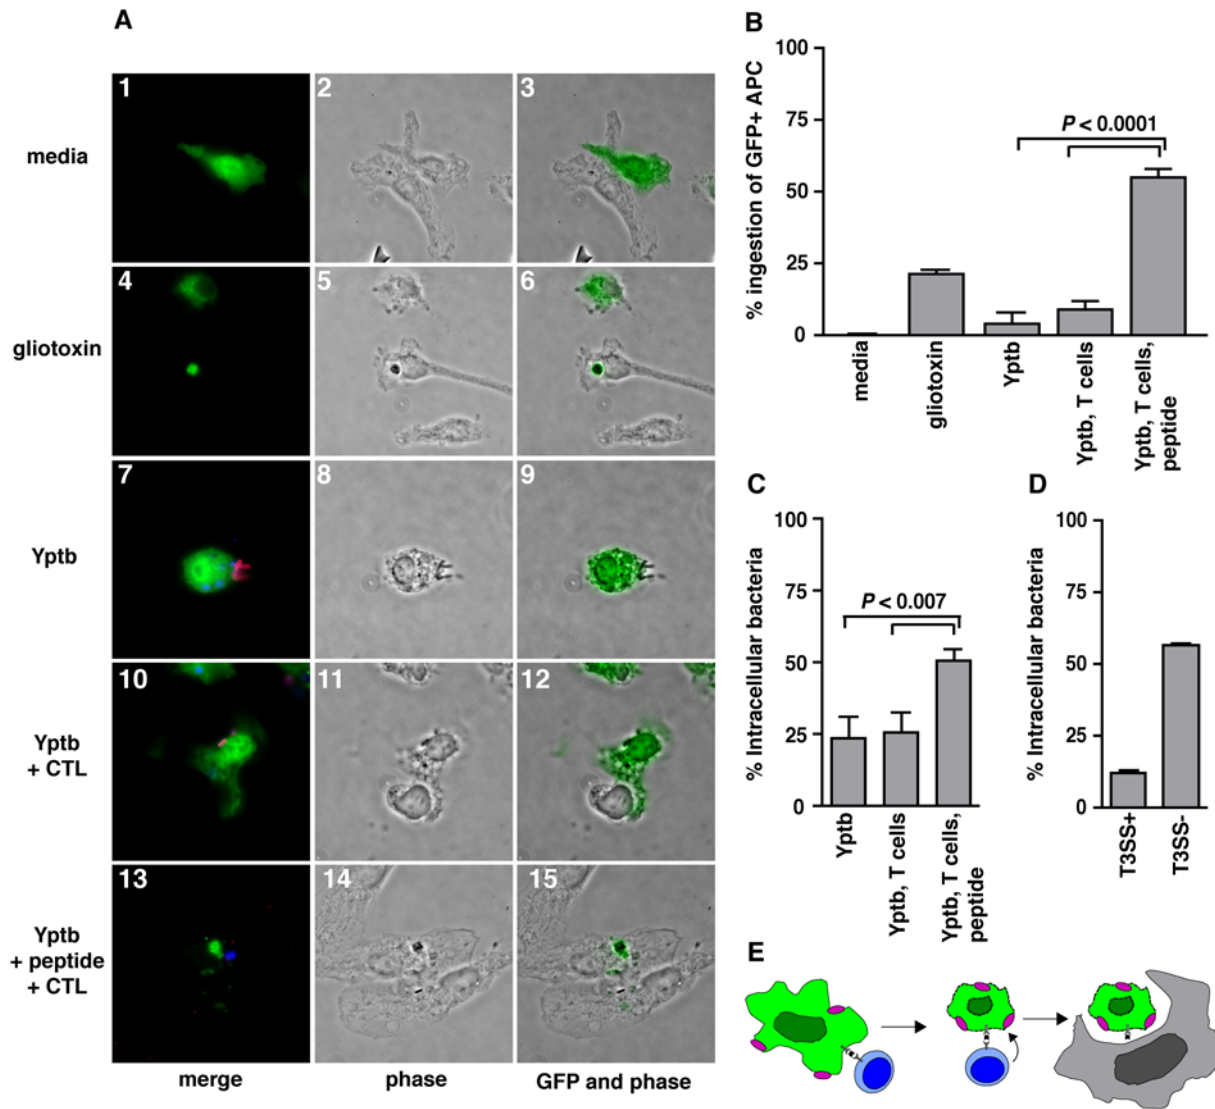 A
1
2
3
media
4
5
6
gliotoxin
7
8
9
Yptb
10
11
12
Yptb
+ CTL
13
14
15
Yptb
+ peptide
+ CTL
merge
phase
GFP and phase
B
% ingestion of GFP+ APC
100
75
50
25
0
P < 0.0001
media
gliotoxin
Yptb
Yptb, T cells
Yptb, T cells,
peptide
C
% Intracellular bacteria
100
75
50
25
0
P < 0.007
Yptb
Yptb, T cells
Yptb, T cells,
peptide
D
% Intracellular bacteria
100
75
50
25
0
T3SS+
T3SS-
E